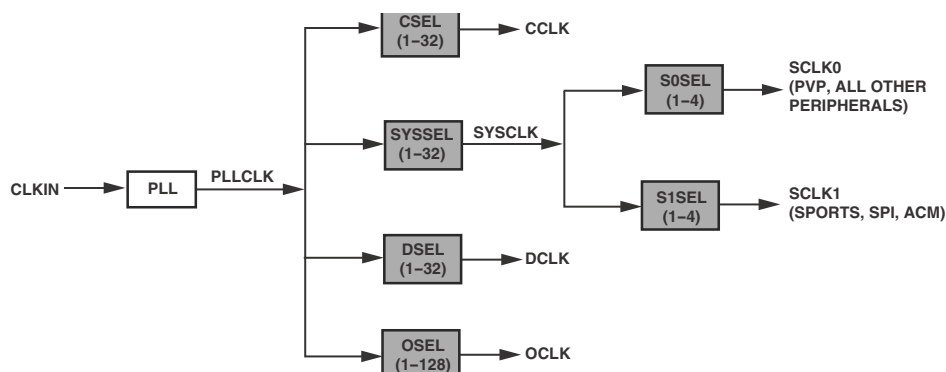 CSEL
(1–32)
CCLK
S0SEL
(1–4)
SCLK0
(PVP, ALL OTHER
PERIPHERALS)
SYSSEL
(1–32)
SYSCLK
CLKIN
PLL
PLLCLK
S1SEL
(1–4)
SCLK1
(SPORTS, SPI, ACM)
DSEL
(1–32)
DCLK
OSEL
(1–128)
OCLK